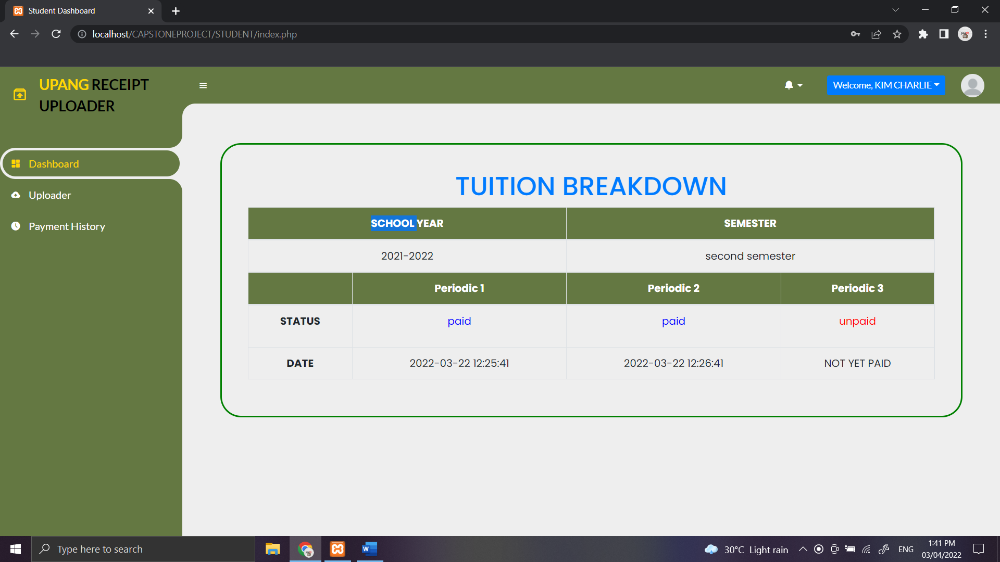 Student Dashboard
localhost/CAPSTONEPROJECT/STUDENT/index.php
UPANG RECEIPT
UPLOADER
Welcome, KIM CHARLIE
Dashboard
Uploader
Payment History
TUITION BREAKDOWN
SCHOOL YEAR SEMESTER
2021-2022 second semester
Periodic 1 Periodic 2 Periodic 3
STATUS paid paid unpaid
DATE 2022-03-22 12:25:41 2022-03-22 12:26:41 NOT YET PAID
Type here to search
W
30°C Light rain
ENG
1:41 PM
03/04/2022